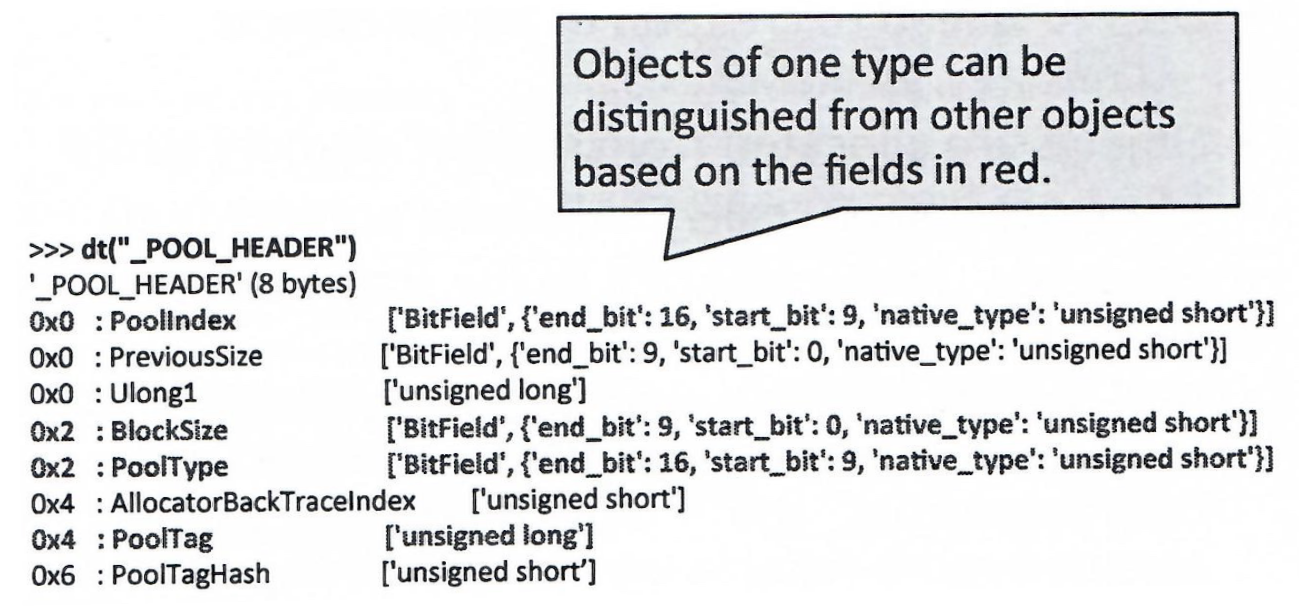 Objects of one type can be
distinguished from other objects
based on the fields in red.
>>> dt("_POOL_HEADER")
'_POOL_HEADER' (8 bytes)
0x0 : PoolIndex ['BitField', {'end_bit': 16, 'start_bit': 9, 'native_type': 'unsigned short'}]
0x0 : PreviousSize ['BitField', {'end_bit': 9, 'start_bit': 0, 'native_type': 'unsigned short'}]
0x0 : Ulong1 ['unsigned long']
0x2 : BlockSize ['BitField', {'end_bit': 9, 'start_bit': 0, 'native_type': 'unsigned short'}]
0x2 : PoolType ['BitField', {'end_bit': 16, 'start_bit': 9, 'native_type': 'unsigned short'}]
0x4 : AllocatorBackTraceIndex ['unsigned short']
0x4 : PoolTag ['unsigned long']
0x6 : PoolTagHash ['unsigned short’]